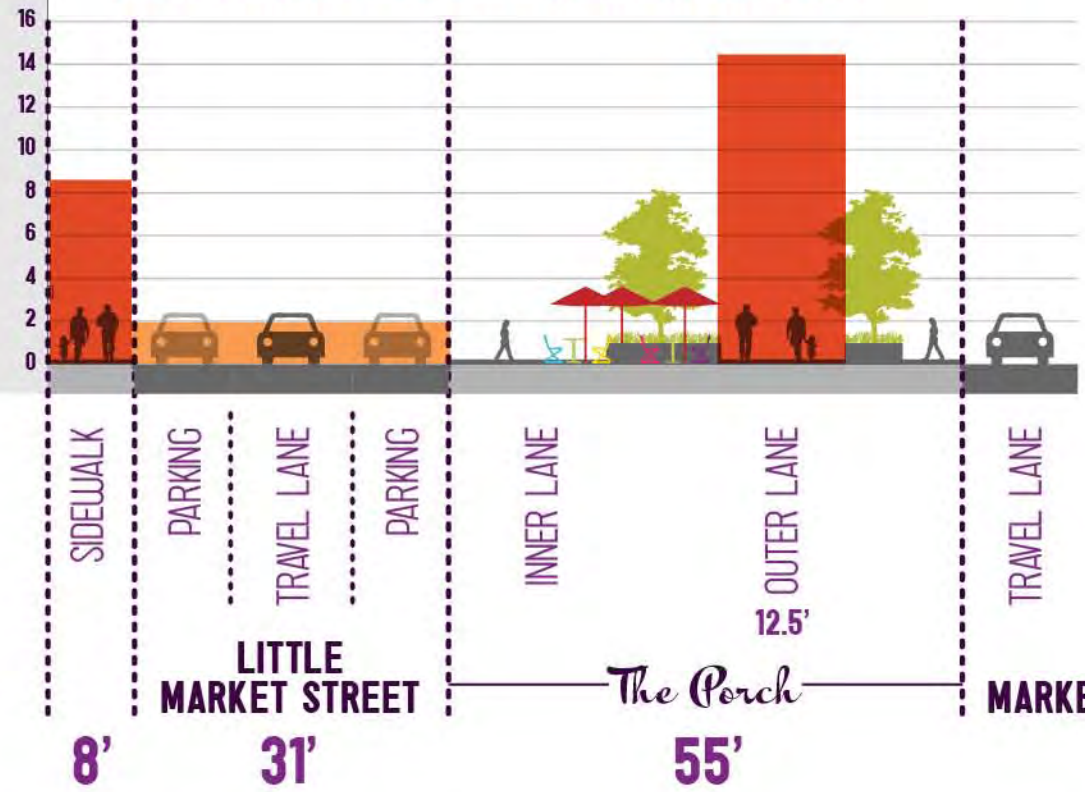 16
14
12
10
8
6
4
2
0
SIDEWALK
PARKING
TRAVEL LANE
PARKING
INNER LANE
OUTER LANE
12.5’
TRAVEL LANE
LITTLE
MARKET STREET
The Porch
MARKE
8’
31’
55’